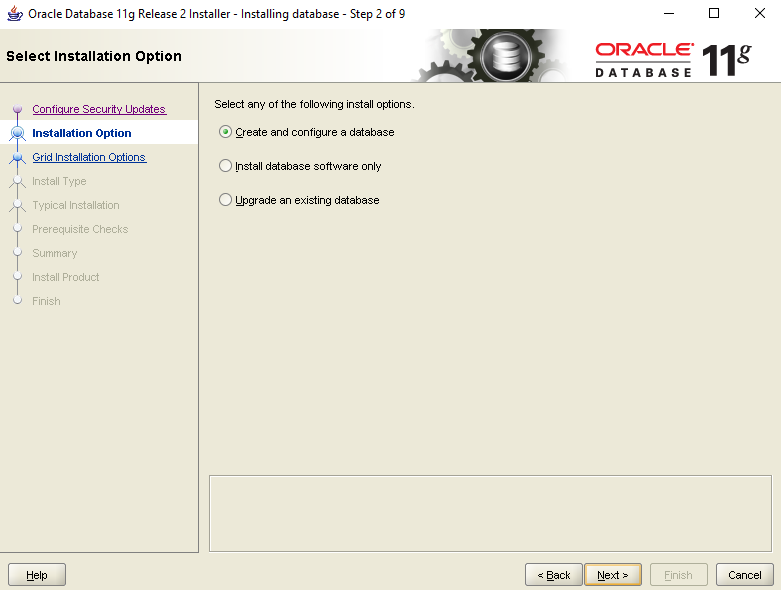 Oracle Database 11g Release 2 Installer - Installing database - Step 2 of 9
Select Installation Option
ORACLE
DATABASE
11g
Configure Security Updates
Installation Option
Grid Installation Options
Install Type
Typical Installation
Prerequisite Checks
Summary
Install Product
Finish
Select any of the following install options.
Create and configure a database
Install database software only
Upgrade an existing database
Help
< Back
Next >
Finish
Cancel